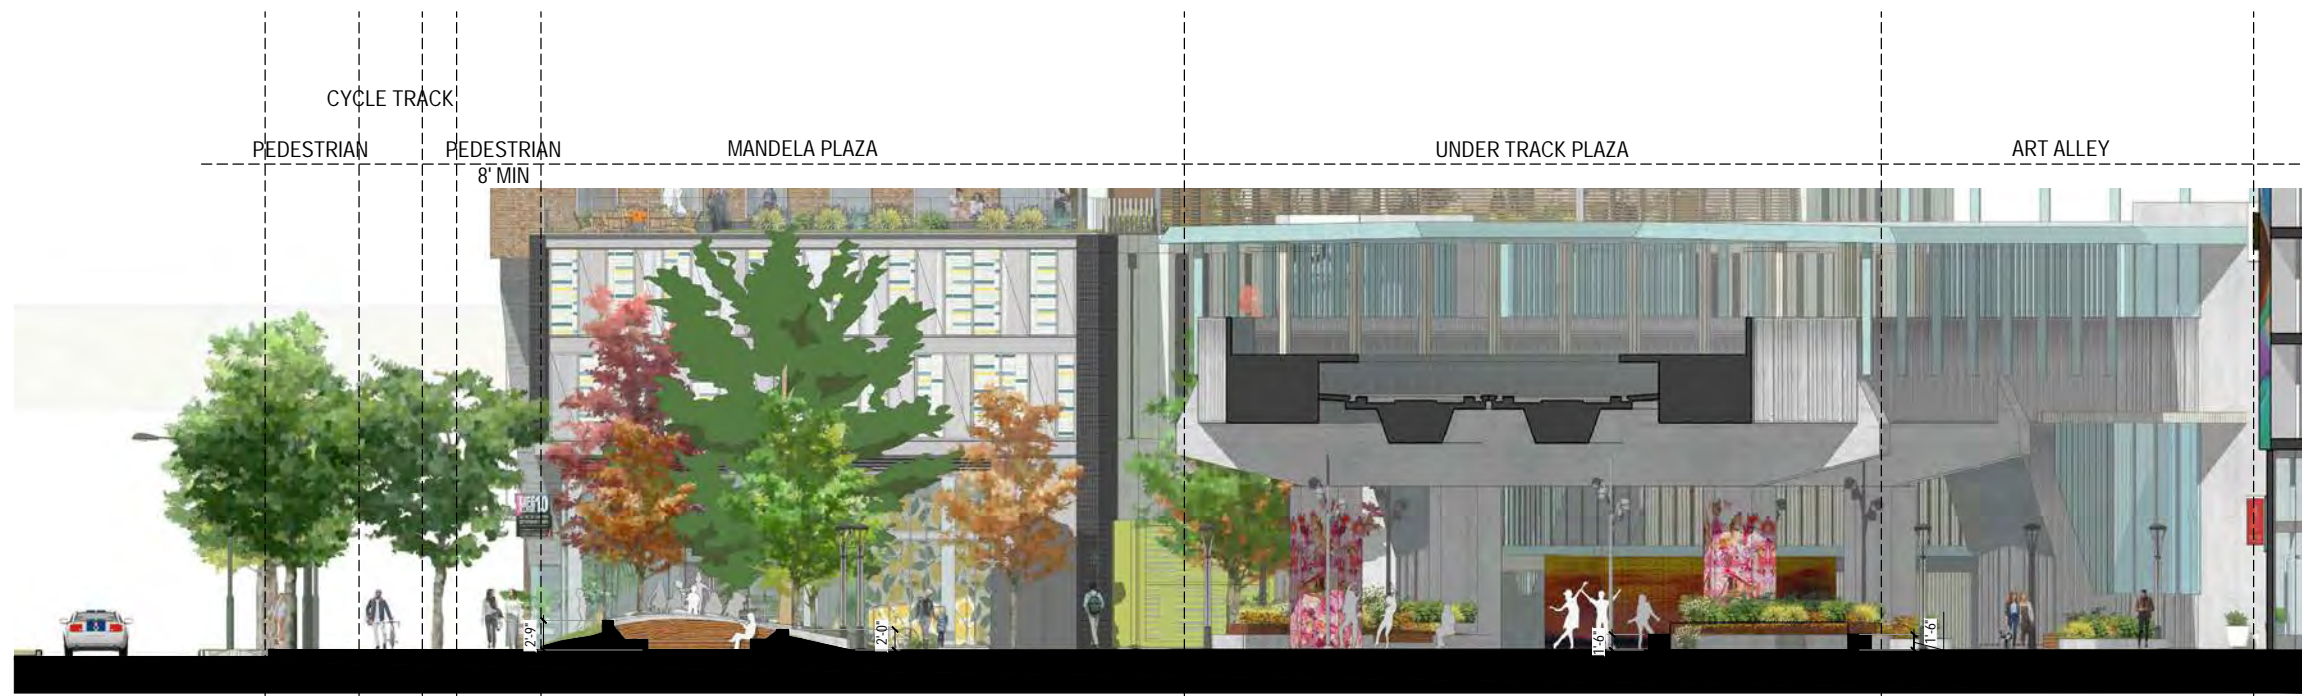 CYCLE TRACK
PEDESTRIAN
PEDESTRIAN
MANDELA PLAZA
UNDER TRACK PLAZA
ART ALLEY
8' MIN
2'-9"
2'-0"
1'-6"
1'-6"